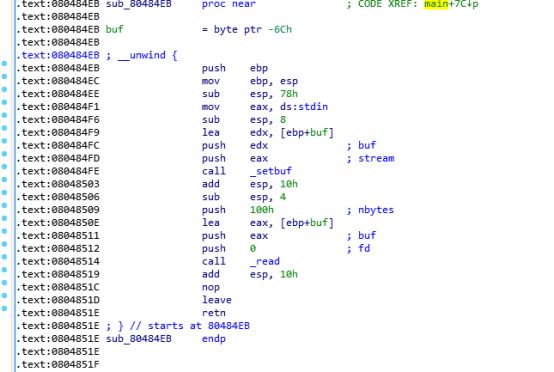 .text:080484EB sub_80484EB proc near ; CODE XREF: main+7C↓p
.text:080484EB
.text:080484EB buf = byte ptr -6Ch
.text:080484EB
.text:080484EB ; __unwind {
.text:080484EB push ebp
.text:080484EC mov ebp, esp
.text:080484EE sub esp, 78h
.text:080484F1 mov eax, ds:stdin
.text:080484F6 sub esp, 8
.text:080484F9 lea edx, [ebp+buf]
.text:080484FC push edx ; buf
.text:080484FD push eax ; stream
.text:080484FE call _setbuf
.text:08048503 add esp, 10h
.text:08048506 sub esp, 4
.text:08048509 push 100h ; nbytes
.text:0804850E lea eax, [ebp+buf]
.text:08048511 push eax ; buf
.text:08048512 push 0 ; fd
.text:08048514 call _read
.text:08048519 add esp, 10h
.text:0804851C nop
.text:0804851D leave
.text:0804851E retn
.text:0804851E ; } // starts at 80484EB
.text:0804851E sub_80484EB endp
.text:0804851E
.text:0804851F